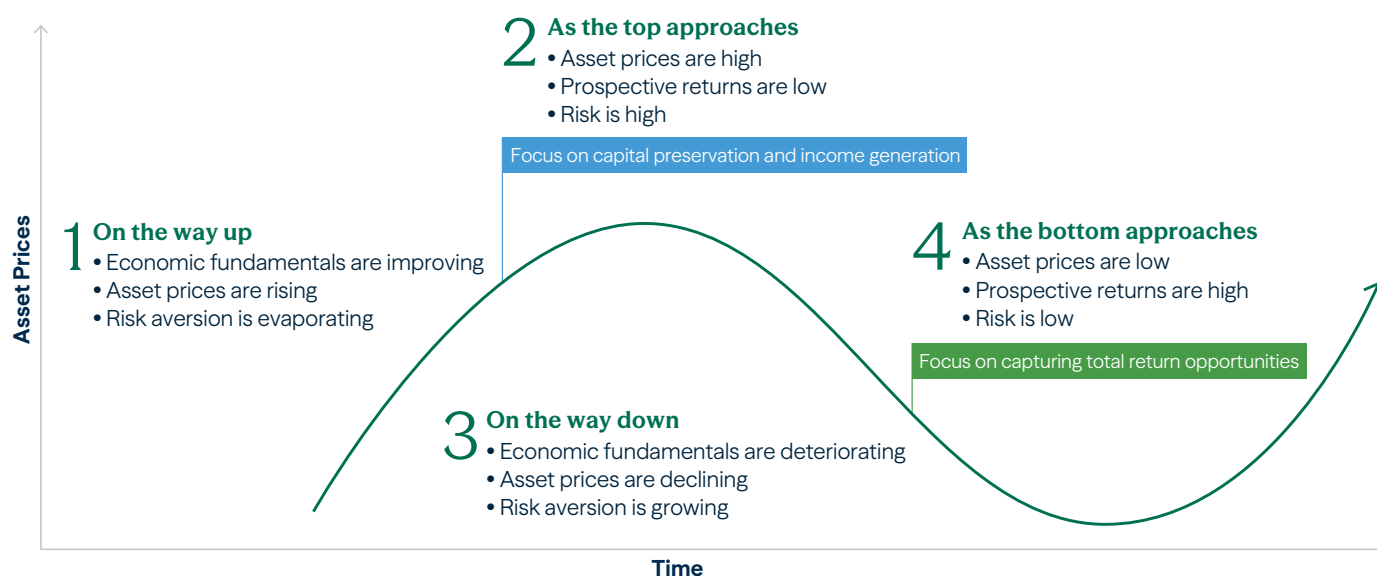 2 As the top approaches
• Asset prices are high
• Prospective returns are low
• Risk is high
Focus on capital preservation and income generation
1 On the way up
• Economic fundamentals are improving
• Asset prices are rising
• Risk aversion is evaporating
4 As the bottom approaches
• Asset prices are low
• Prospective returns are high
• Risk is low
Focus on capturing total return opportunities
3 On the way down
• Economic fundamentals are deteriorating
• Asset prices are declining
• Risk aversion is growing
Asset Prices
Time